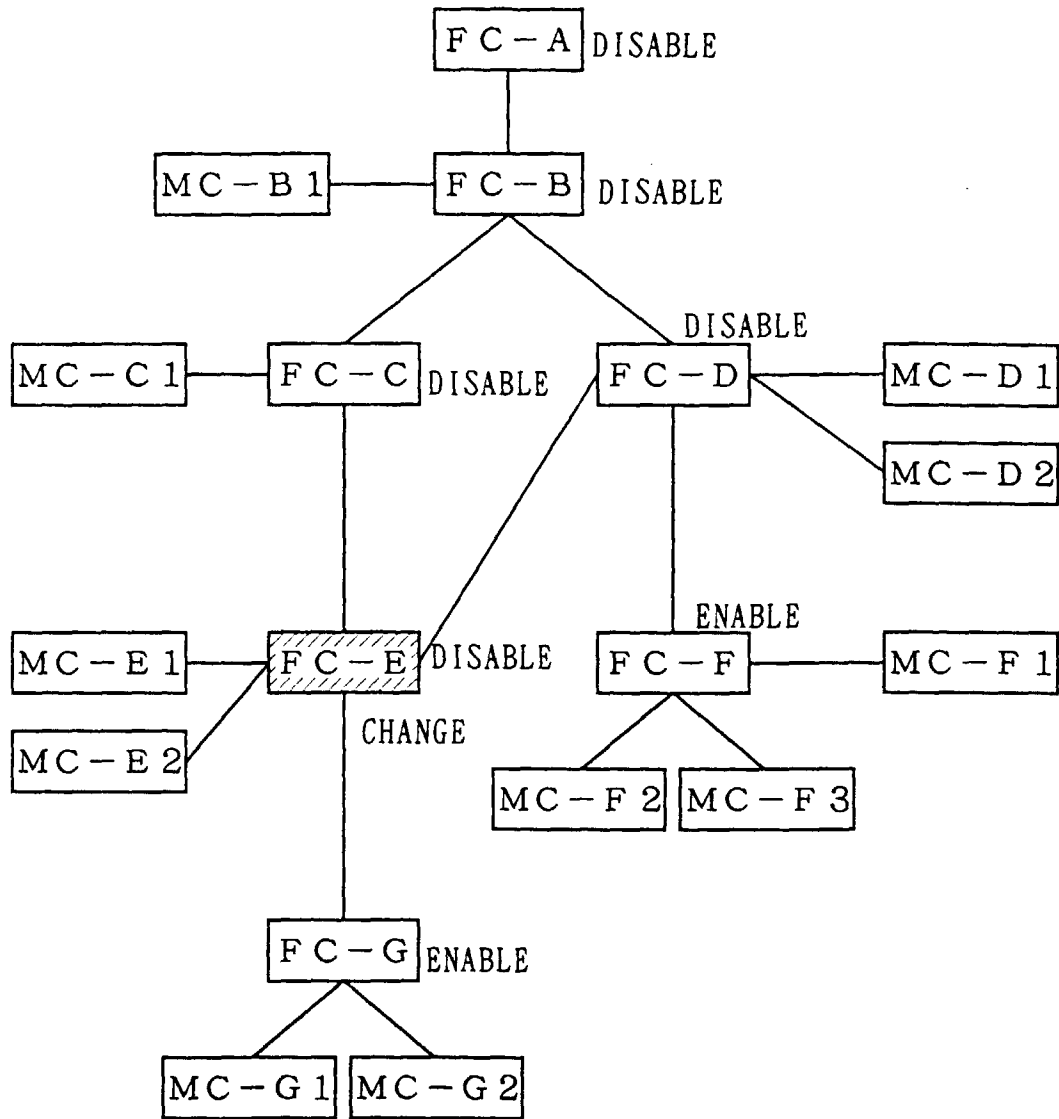 FC-A DISABLE
MC-B1 FC-B DISABLE
DISABLE
MC-C1 FC-C DISABLE FC-D MC-D1
MC-D2
ENABLE
MC-E1 FC-E DISABLE FC-F MC-F1
CHANGE
MC-E2 MC-F2 MC-F3
FC-G ENABLE
MC-G1 MC-G2